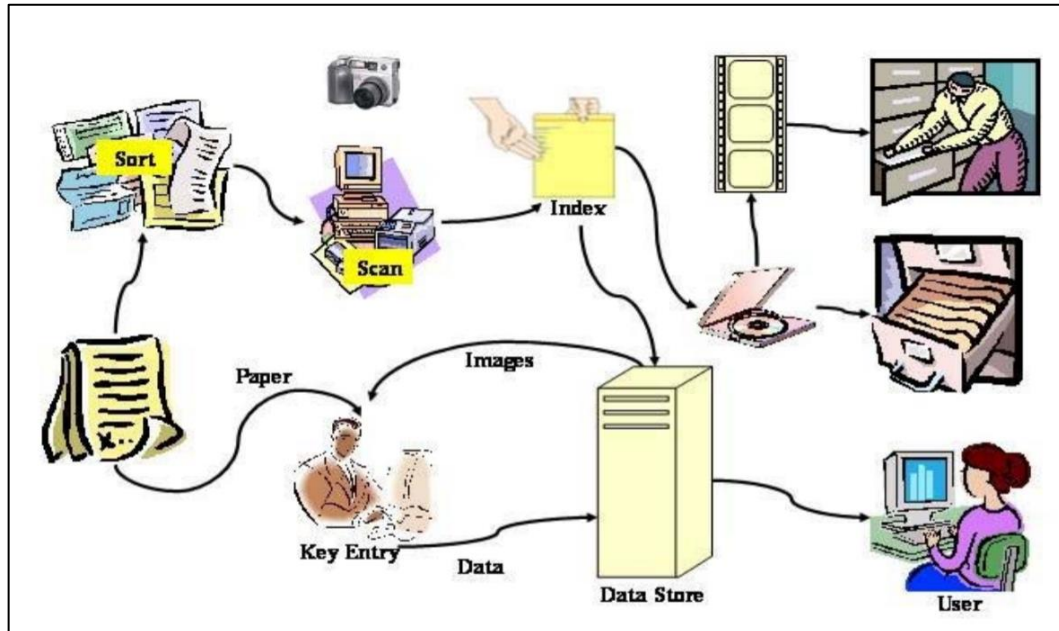 Sort
Scan
Index
Paper
Images
Key Entry
Data
Data Store
User